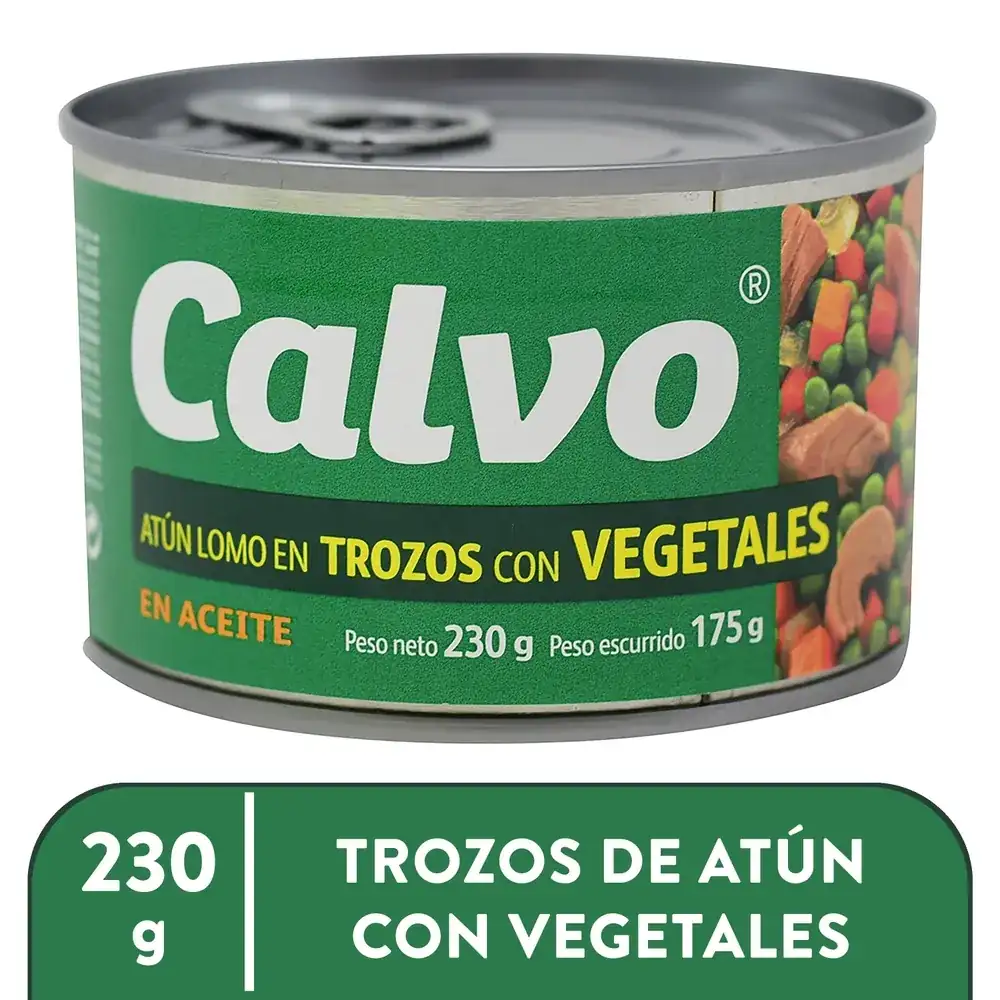 Calvo®
ATÚN LOMO EN TROZOS CON VEGETALES
EN ACEITE
Peso neto 230 g Peso escurrido 175 g
230 g
TROZOS DE ATÚN
CON VEGETALES